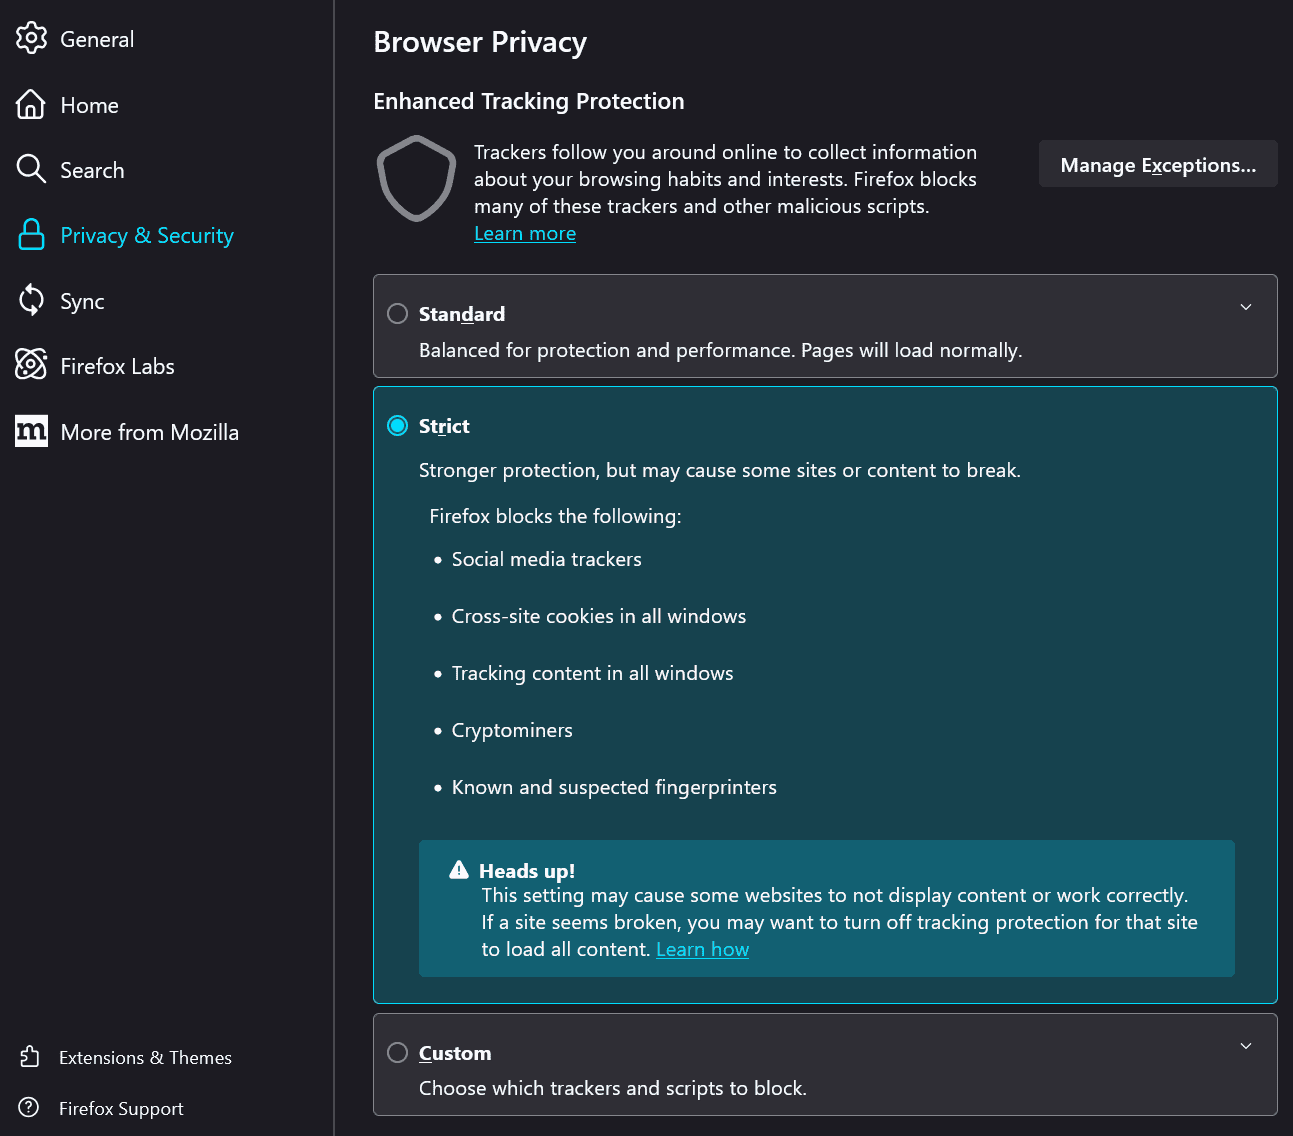 General
Home
Search
Privacy & Security
Sync
Firefox Labs
m
More from Mozilla
Extensions & Themes
Firefox Support
Browser Privacy
Enhanced Tracking Protection
Trackers follow you around online to collect information
about your browsing habits and interests. Firefox blocks
many of these trackers and other malicious scripts.
Learn more
Manage Exceptions...
Standard
Balanced for protection and performance. Pages will load normally.
Strict
Stronger protection, but may cause some sites or content to break.
Firefox blocks the following:
• Social media trackers
• Cross-site cookies in all windows
• Tracking content in all windows
• Cryptominers
• Known and suspected fingerprinters
Heads up!
This setting may cause some websites to not display content or work correctly.
If a site seems broken, you may want to turn off tracking protection for that site
to load all content. Learn how
Custom
Choose which trackers and scripts to block.